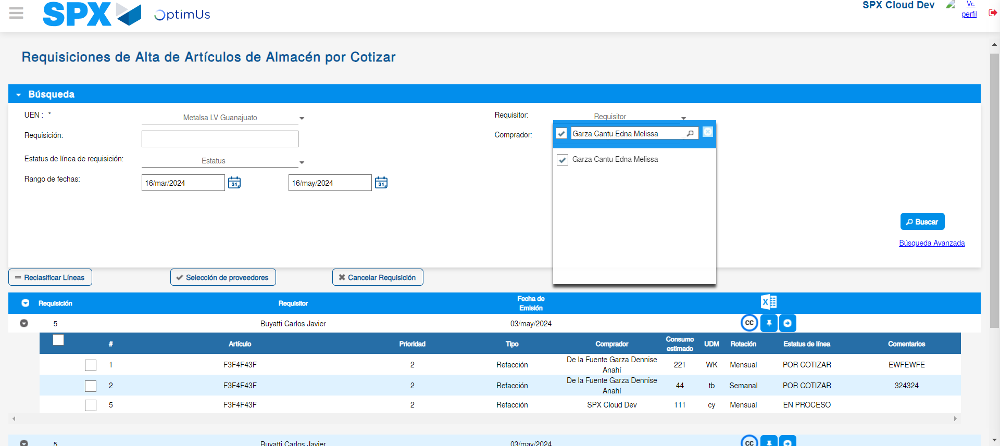 SPX OptimUs
SPX Cloud Dev
Ve
perfil
Requisiciones de Alta de Artículos de Almacén por Cotizar
Búsqueda
UEN : *
Metalsa LV Guanajuato
Requisitor:
Requisitor
Requisición:
Comprador:
Garza Cantu Edna Melissa
Garza Cantu Edna Melissa
Estatus de línea de requisición:
Estatus
Rango de fechas:
16/mar/2024
31
16/may/2024
31
Buscar
Búsqueda Avanzada
Reclasificar Líneas
Selección de proveedores
Cancelar Requisición
Requisición Requisitor Fecha de Emisión X
5 Buyatti Carlos Javier 03/may/2024 CC
# Artículo Prioridad Tipo Comprador Consumo estimado UDM Rotación Estatus de línea Comentarios
1 F3F4F43F 2 Refacción De la Fuente Garza Dennise Anahí 221 WK Mensual POR COTIZAR EWFEWFE
2 F3F4F43F 2 Refacción De la Fuente Garza Dennise Anahí 44 tb Semanal POR COTIZAR 324324
5 F3F4F43F 2 Refacción SPX Cloud Dev 111 cy Mensual EN PROCESO
5 Buyatti Carlos Javier 03/may/2024 CC